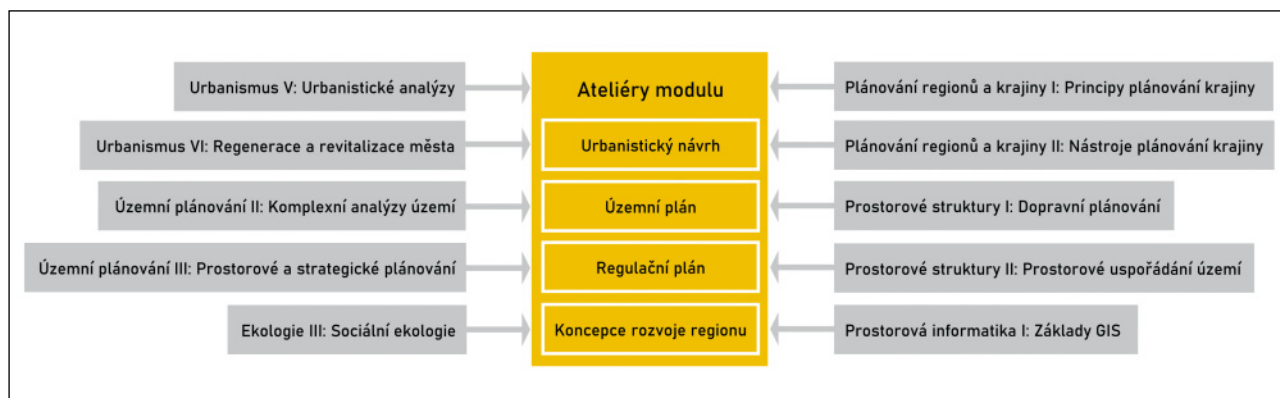 Urbanismus V: Urbanistické analýzy
Urbanismus VI: Regenerace a revitalizace města
Územní plánování II: Komplexní analýzy území
Územní plánování III: Prostorové a strategické plánování
Ekologie III: Sociální ekologie
Ateliéry modulu
Urbanistický návrh
Územní plán
Regulační plán
Koncepce rozvoje regionu
Plánování regionů a krajiny I: Principy plánování krajiny
Plánování regionů a krajiny II: Nástroje plánování krajiny
Prostorové struktury I: Dopravní plánování
Prostorové struktury II: Prostorové uspořádání území
Prostorová informatika I: Základy GIS